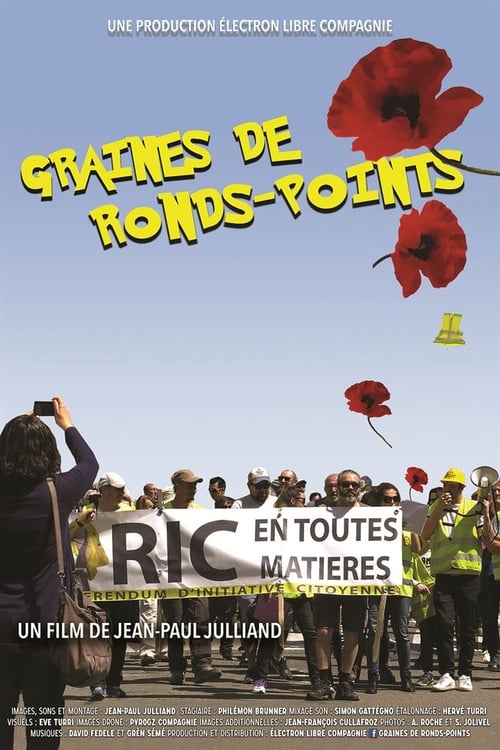 UNE PRODUCTION ÉLECTRON LIBRE COMPAGNIE
GRAINES DE
RONDS-POINTS
RIC EN TOUTES
MATIERES
ERENDUM D'INITIATIVE CITOYENNE
UN FILM DE JEAN-PAUL JULLIAND
IMAGES, SONS ET MONTAGE : JEAN-PAUL JULLIAND STAGIAIRE : PHILÉMON BRUNNER MIXAGE SON : SIMON GATTÉGNO ETALONNAGE : HERVÉ TURRI
VISUELS : EVE TURRI IMAGES DRONE : PYROGZ COMPAGNIE IMAGES ADDITIONNELLES : JEAN-FRANÇOIS CULLAFROZ PHOTOS : A. ROCHE ET S. JOLIVEL
MUSIQUES : DAVID FEDELE ET GRÈN SÉMÉ PRODUCTION ET DISTRIBUTION : ÉLECTRON LIBRE COMPAGNIE f GRAINES DE RONDS-POINTS